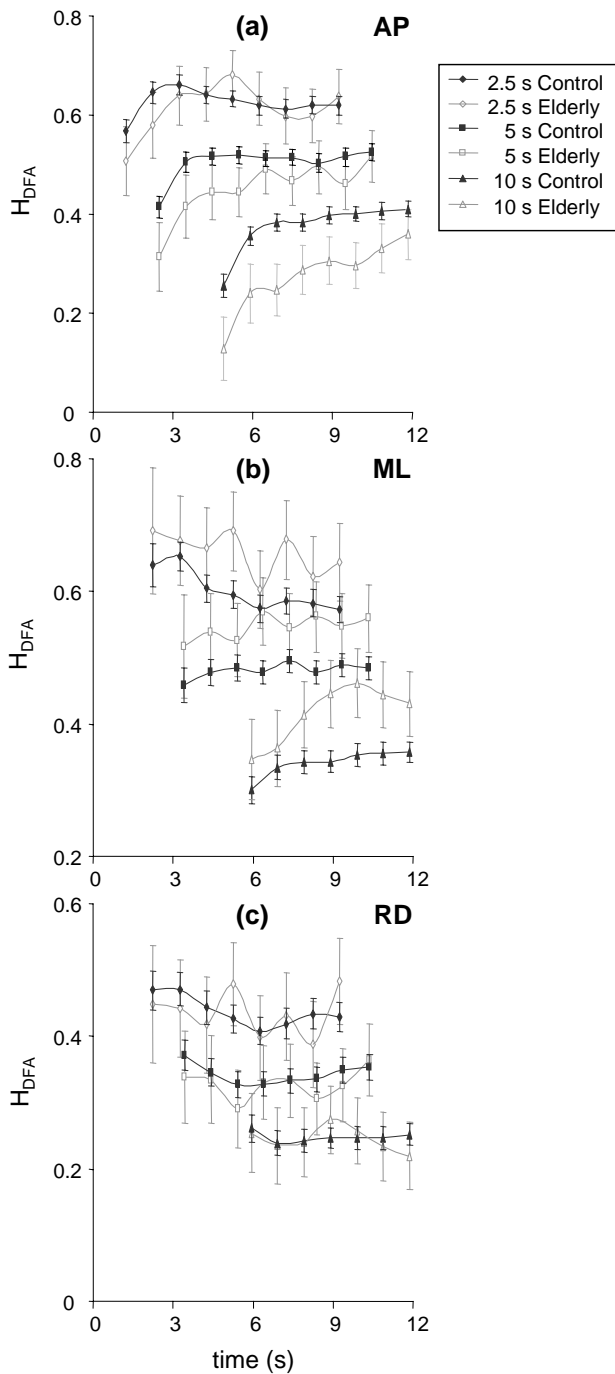 (a) AP
0.8
0.6
0.4
0.2
0
H_DFA
0 3 6 9 12
2.5 s Control
2.5 s Elderly
5 s Control
5 s Elderly
10 s Control
10 s Elderly
(b) ML
0.8
0.6
0.4
0.2
H_DFA
0 3 6 9 12
(c) RD
0.6
0.4
0.2
0
H_DFA
0 3 6 9 12
time (s)